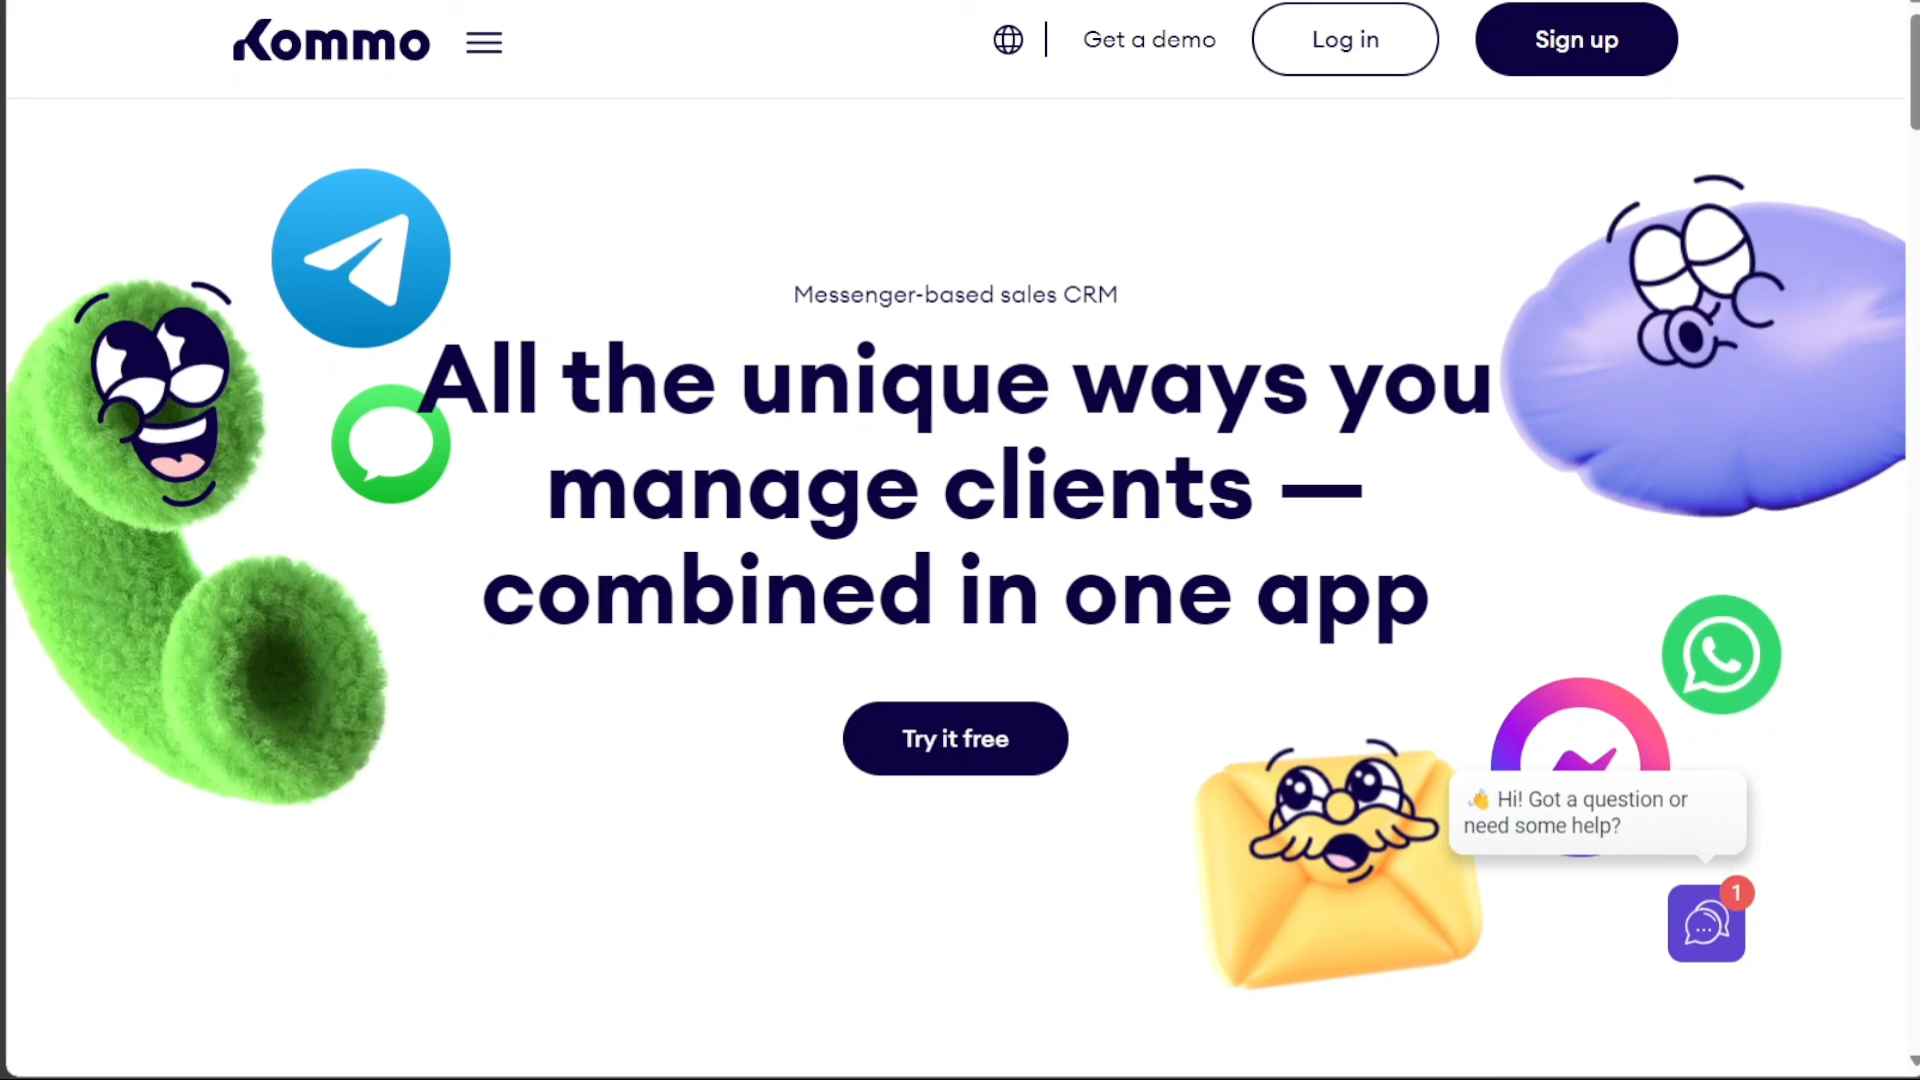 Kommo
Get a demo
Log in
Sign up
Messenger-based sales CRM
All the unique ways you
manage clients —
combined in one app
Try it free
👋 Hi! Got a question or
need some help?
1